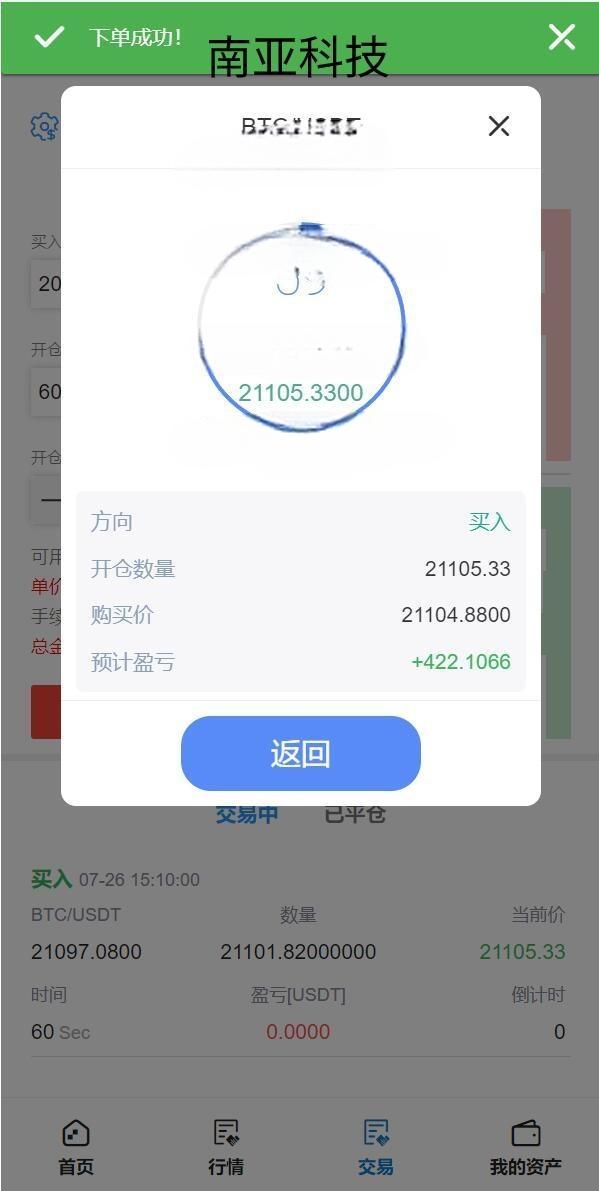 下单成功！
南亚科技
21105.3300
买入
20
开仓
60
开仓
—
可用
单价
手续
总金
方向 买入
开仓数量 21105.33
购买价 21104.8800
预计盈亏 +422.1066
返回
交易中 已平仓
买入 07-26 15:10:00
BTC/USDT 数量 当前价
21097.0800 21101.82000000 21105.33
时间 盈亏[USDT] 倒计时
60 Sec 0.0000 0
首页 行情 交易 我的资产